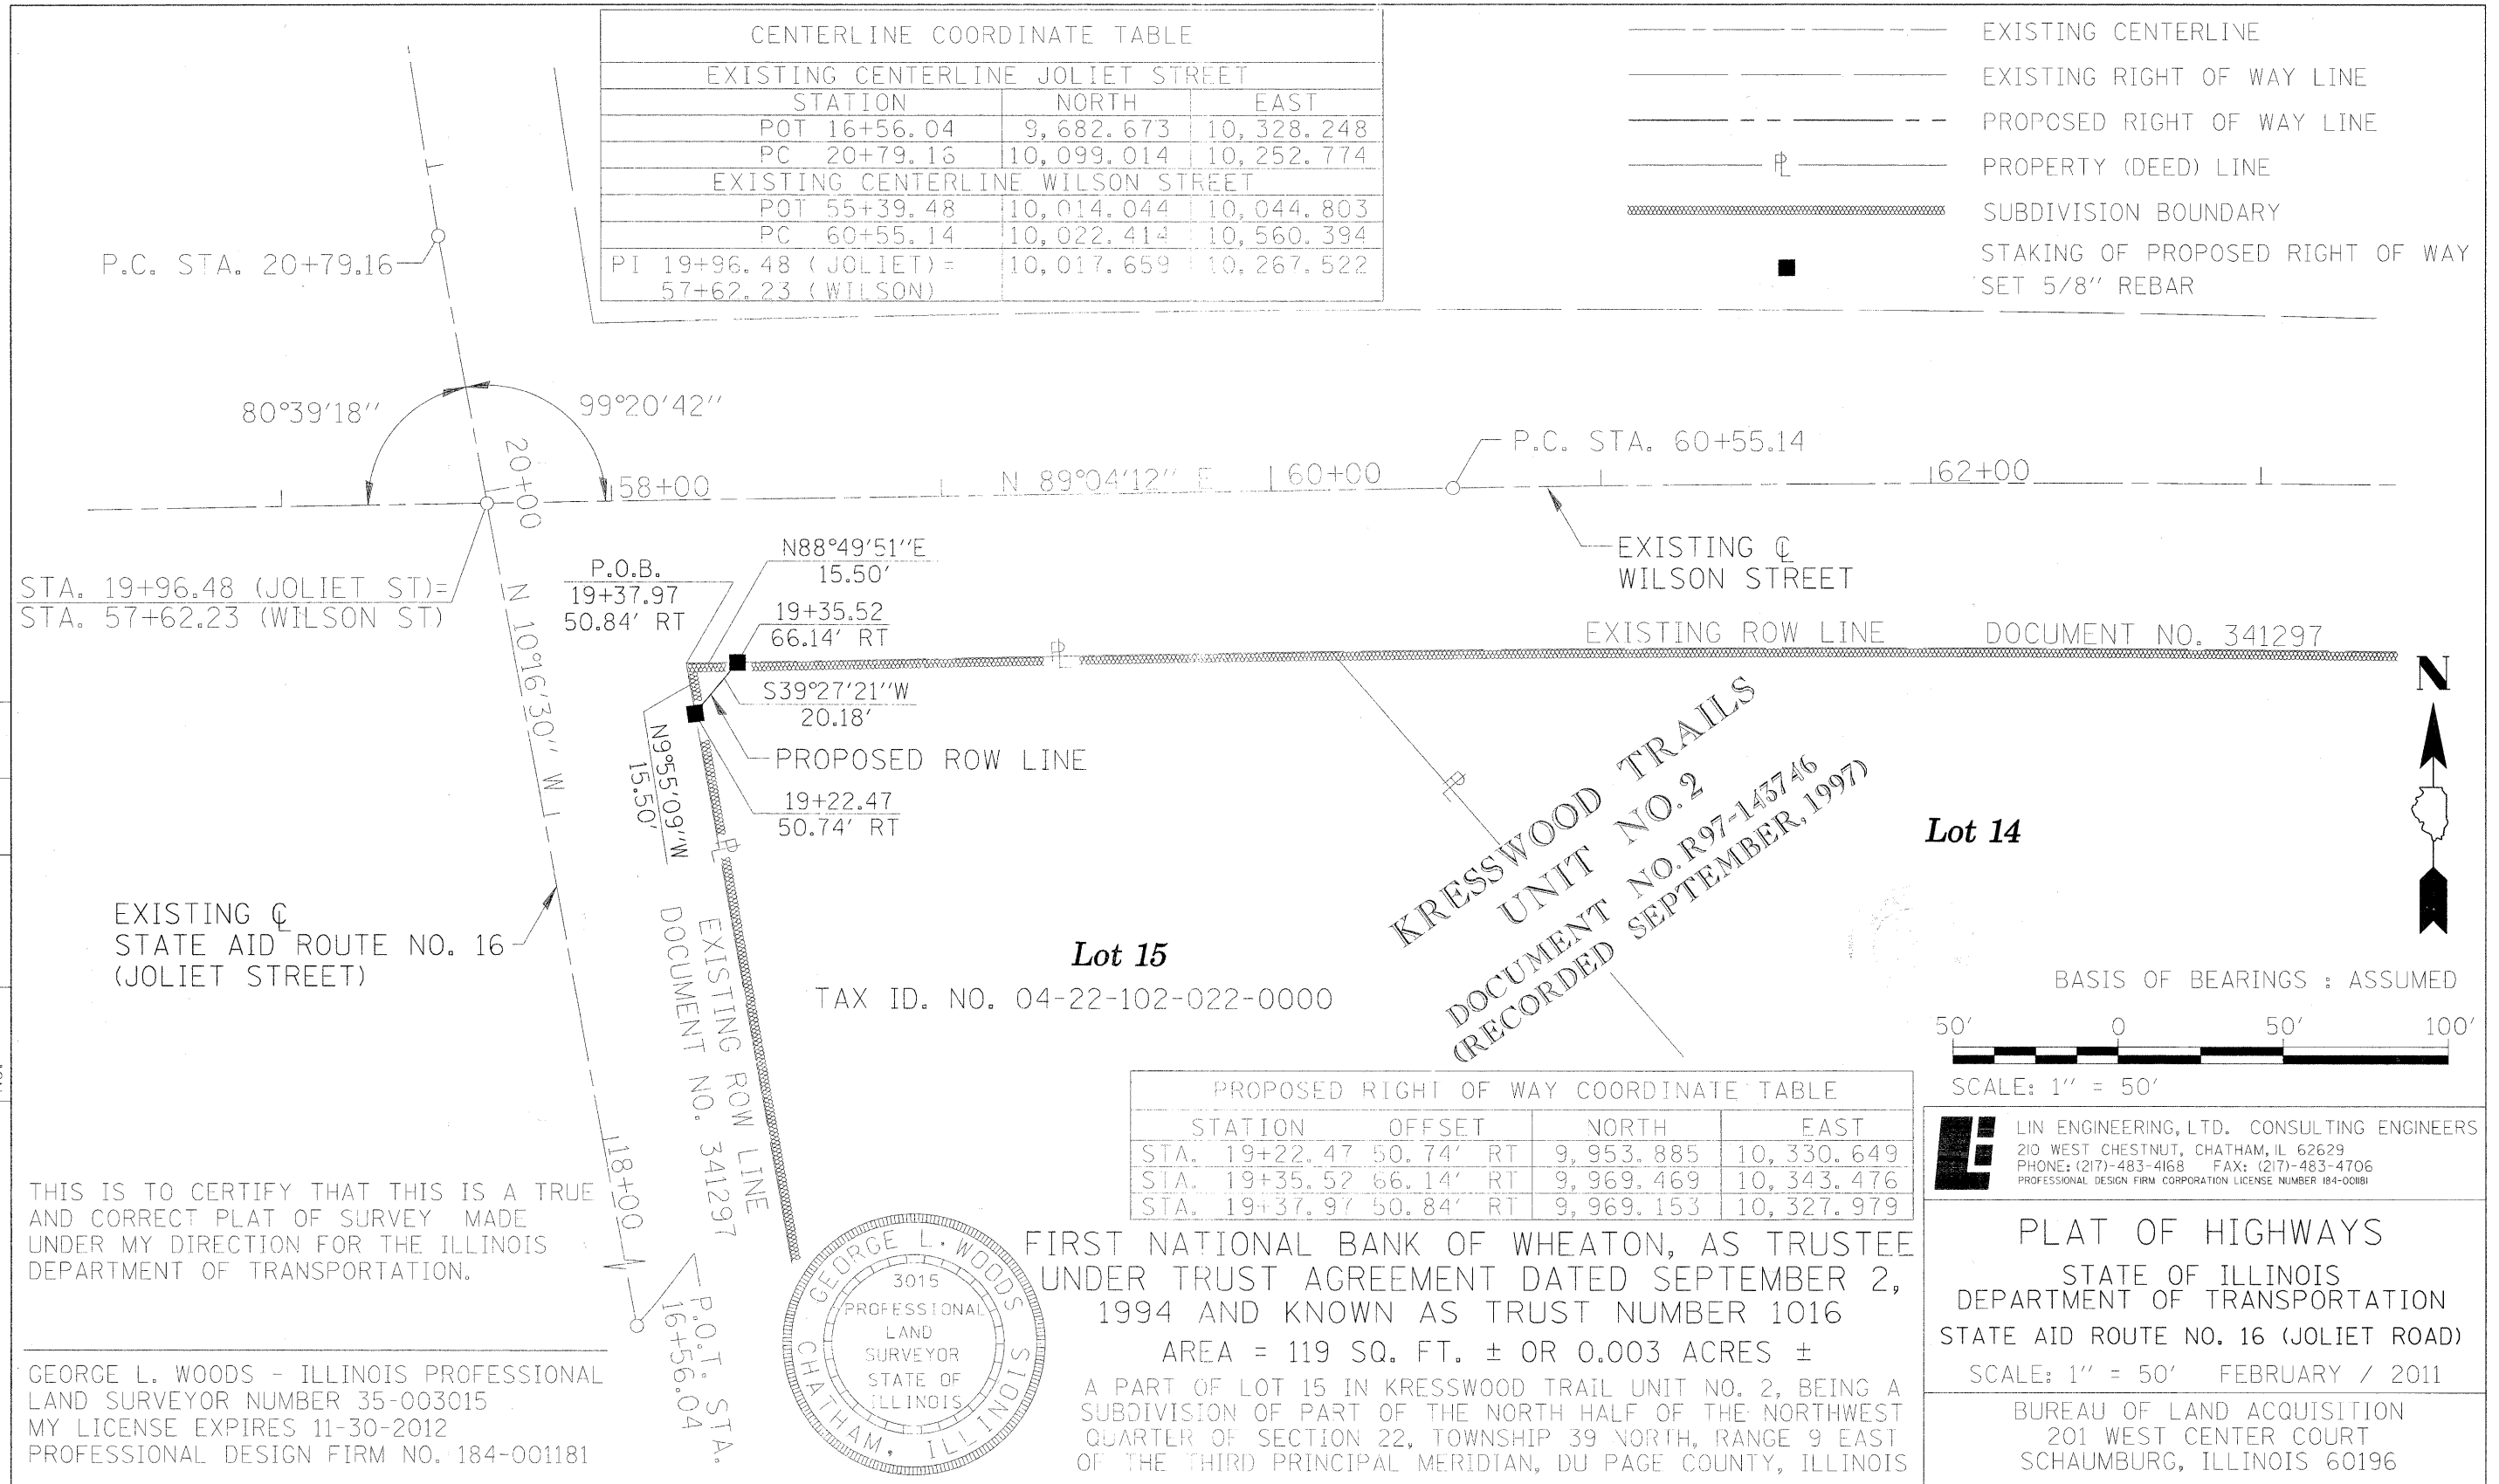 CENTERLINE COORDINATE TABLE
EXISTING CENTERLINE JOLIET STREET
STATION NORTH EAST
POT 16+56.04 9,682.673 10,328.248
PC 20+79.16 10,099.014 10,252.774
EXISTING CENTERLINE WILSON STREET
POT 55+39.48 10,014.044 10,044.803
PC 60+55.14 10,022.414 10,560.394
PI 19+96.48 (JOLIET)= 10,017.659 10,267.522
57+62.23 (WILSON)
EXISTING CENTERLINE
EXISTING RIGHT OF WAY LINE
PROPOSED RIGHT OF WAY LINE
PL
PROPERTY (DEED) LINE
SUBDIVISION BOUNDARY
STAKING OF PROPOSED RIGHT OF WAY
SET 5/8" REBAR
P.C. STA. 20+79.16
80°39'18"
99°20'42"
20+00
58+00
N 89°04'12" E
60+00
P.C. STA. 60+55.14
62+00
EXISTING CL
WILSON STREET
STA. 19+96.48 (JOLIET ST)=
STA. 57+62.23 (WILSON ST)
N 10°16'30" W
P.O.B.
19+37.97
50.84' RT
N88°49'51"E
15.50'
19+35.52
66.14' RT
PL
EXISTING ROW LINE DOCUMENT NO. 341297
S39°27'21"W
20.18'
PROPOSED ROW LINE
N9°55'09"W
15.50'
19+22.47
50.74' RT
PL
PL
N
KRESSWOOD TRAILS
UNIT NO. 2
DOCUMENT NO. R97-143746
(RECORDED SEPTEMBER, 1997)
Lot 14
EXISTING CL
STATE AID ROUTE NO. 16
(JOLIET STREET)
EXISTING ROW LINE
DOCUMENT NO. 341297
Lot 15
TAX ID. NO. 04-22-102-022-0000
BASIS OF BEARINGS : ASSUMED
50' 0 50' 100'
SCALE: 1" = 50'
18+00
P.O.T. STA.
16+56.04
PROPOSED RIGHT OF WAY COORDINATE TABLE
STATION OFFSET NORTH EAST
STA. 19+22.47 50.74' RT 9,953.885 10,330.649
STA. 19+35.52 66.14' RT 9,969.469 10,343.476
STA. 19+37.97 50.84' RT 9,969.153 10,327.979
LIN ENGINEERING, LTD. CONSULTING ENGINEERS
210 WEST CHESTNUT, CHATHAM, IL 62629
PHONE: (217)-483-4168 FAX: (217)-483-4706
PROFESSIONAL DESIGN FIRM CORPORATION LICENSE NUMBER 184-001181
THIS IS TO CERTIFY THAT THIS IS A TRUE
AND CORRECT PLAT OF SURVEY MADE
UNDER MY DIRECTION FOR THE ILLINOIS
DEPARTMENT OF TRANSPORTATION.
GEORGE L. WOODS - ILLINOIS PROFESSIONAL
LAND SURVEYOR NUMBER 35-003015
MY LICENSE EXPIRES 11-30-2012
PROFESSIONAL DESIGN FIRM NO. 184-001181
GEORGE L. WOODS
3015
PROFESSIONAL
LAND
SURVEYOR
STATE OF
ILLINOIS
CHATHAM, ILLINOIS
FIRST NATIONAL BANK OF WHEATON, AS TRUSTEE
UNDER TRUST AGREEMENT DATED SEPTEMBER 2,
1994 AND KNOWN AS TRUST NUMBER 1016
AREA = 119 SQ. FT. ± OR 0.003 ACRES ±
A PART OF LOT 15 IN KRESSWOOD TRAIL UNIT NO. 2, BEING A
SUBDIVISION OF PART OF THE NORTH HALF OF THE NORTHWEST
QUARTER OF SECTION 22, TOWNSHIP 39 NORTH, RANGE 9 EAST
OF THE THIRD PRINCIPAL MERIDIAN, DU PAGE COUNTY, ILLINOIS
PLAT OF HIGHWAYS
STATE OF ILLINOIS
DEPARTMENT OF TRANSPORTATION
STATE AID ROUTE NO. 16 (JOLIET ROAD)
SCALE: 1" = 50' FEBRUARY / 2011
BUREAU OF LAND ACQUISITION
201 WEST CENTER COURT
SCHAUMBURG, ILLINOIS 60196